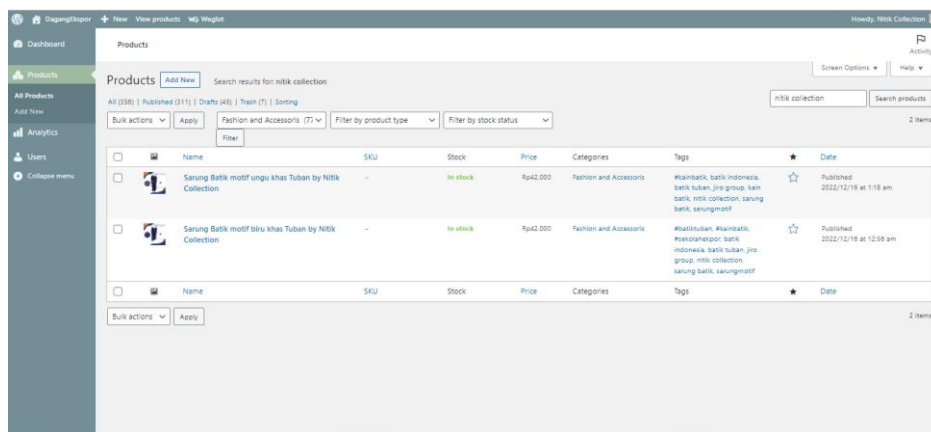 DagangEkspor + New View products WG Weglot Howdy, Nitik Collection
Dashboard
Products
Activity
Screen Options ▼ Help ▼
Products
All Products
Add New
Analytics
Users
Collapse menu
Products Add New Search results for: nitik collection
All (356) | Published (311) | Drafts (45) | Trash (7) | Sorting
nitik collection Search products
Bulk actions Apply Fashion and Accessoris (7) Filter by product type Filter by stock status 2 items
Filter
Name SKU Stock Price Categories Tags ★ Date
Sarung Batik motif ungu khas Tuban by Nitik
Collection
– In stock Rp42.000 Fashion and Accessoris
#kainbatik, batik indonesia,
batik tuban, jiro group, kain
batik, nitik collection, sarung
batik, sarungmotif
Published
2022/12/16 at 1:18 am
Sarung Batik motif biru khas Tuban by Nitik
Collection
– In stock Rp42.000 Fashion and Accessoris
#batiktuban, #kainbatik,
#sekolahekpor, batik
indonesia, batik tuban, jiro
group, nitik collection,
sarung batik, sarungmotif
Published
2022/12/16 at 12:58 am
Name SKU Stock Price Categories Tags ★ Date
Bulk actions Apply 2 items